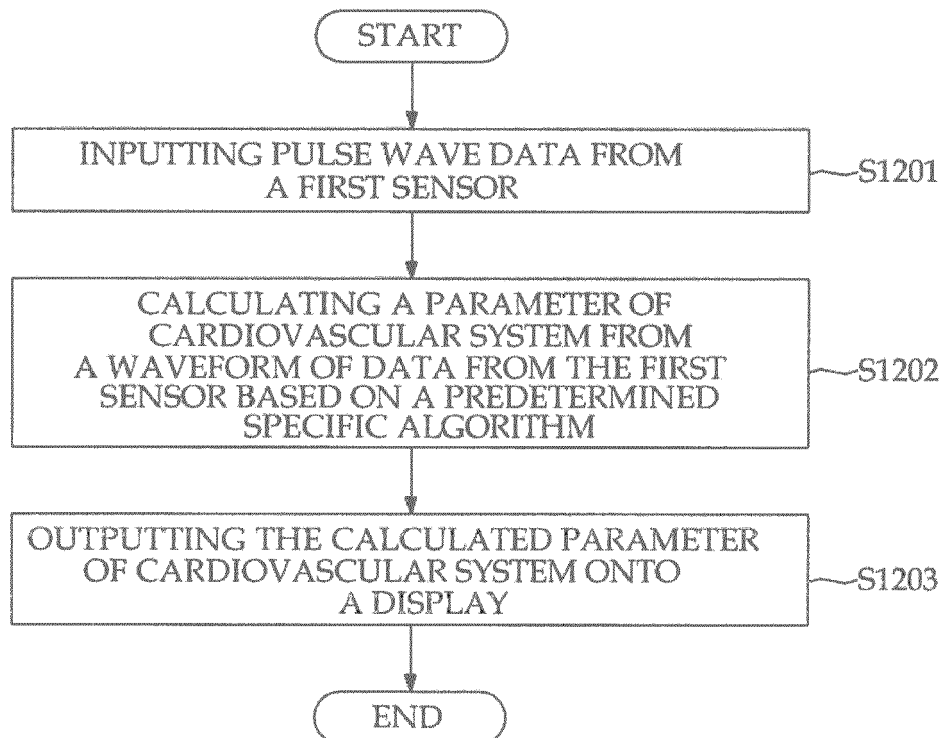 START
INPUTTING PULSE WAVE DATA FROM
A FIRST SENSOR
S1201
CALCULATING A PARAMETER OF
CARDIOVASCULAR SYSTEM FROM
A WAVEFORM OF DATA FROM THE FIRST
SENSOR BASED ON A PREDETERMINED
SPECIFIC ALGORITHM
S1202
OUTPUTTING THE CALCULATED PARAMETER
OF CARDIOVASCULAR SYSTEM ONTO
A DISPLAY
S1203
END